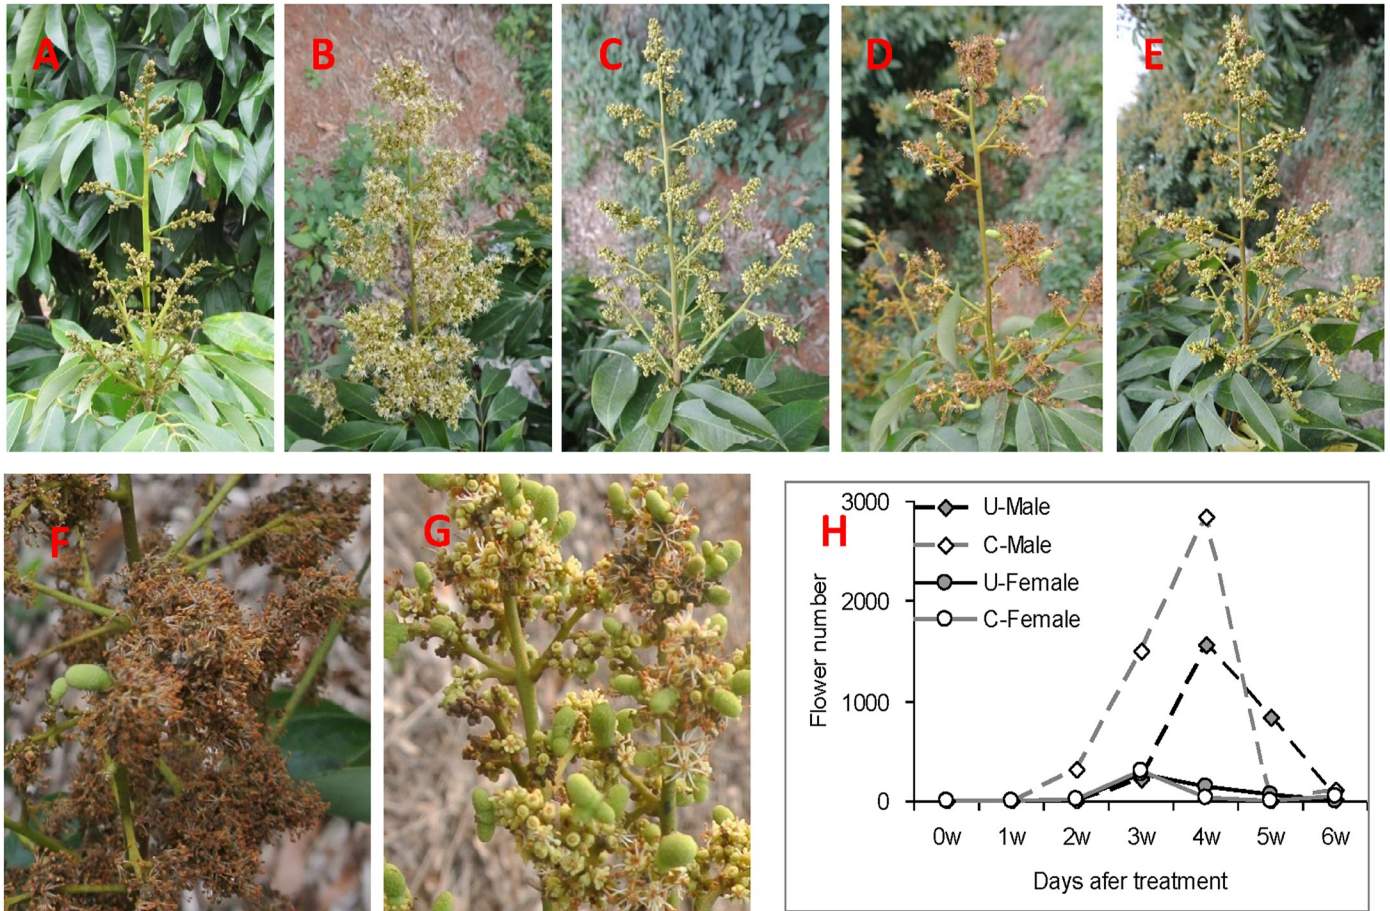 A
B
C
D
E
F
G
H
3000
2000
1000
0
Flower number
U-Male
C-Male
U-Female
C-Female
0w 1w 2w 3w 4w 5w 6w
Days afer treatment